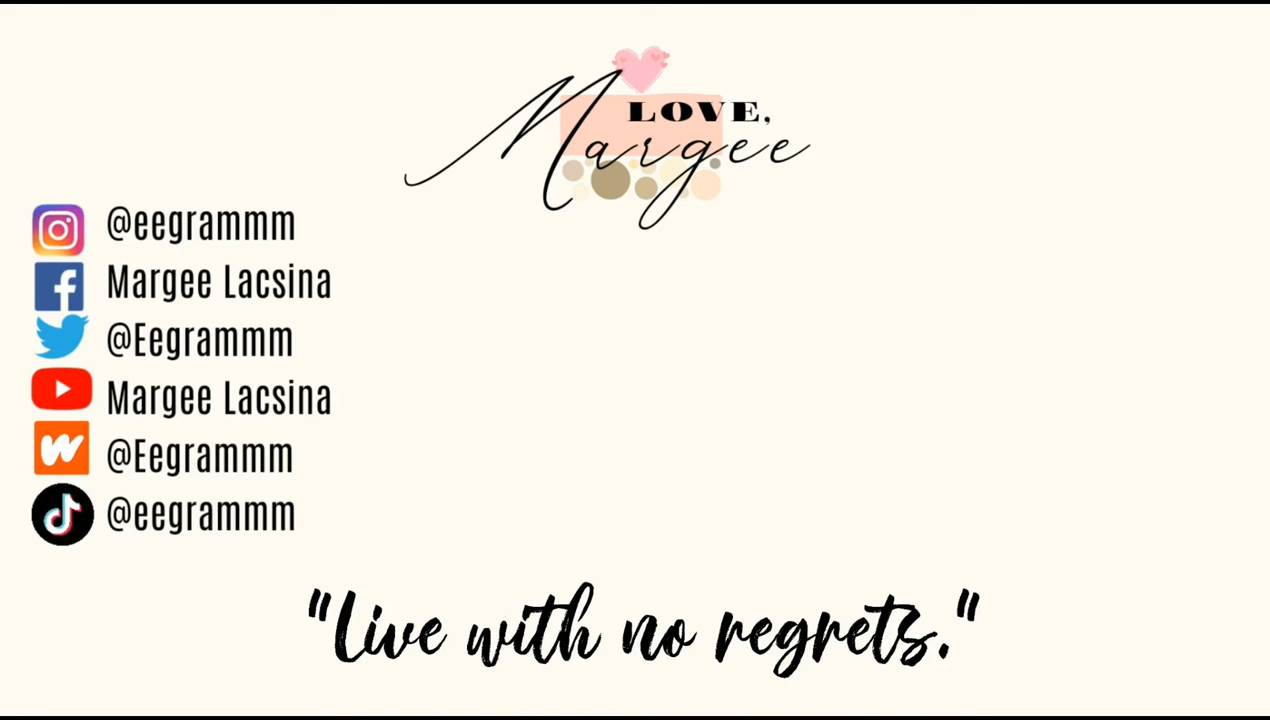 LOVE,
Margee
@eegrammm
Margee Lacsina
@Eegrammm
Margee Lacsina
@Eegrammm
@eegrammm
"Live with no regrets."